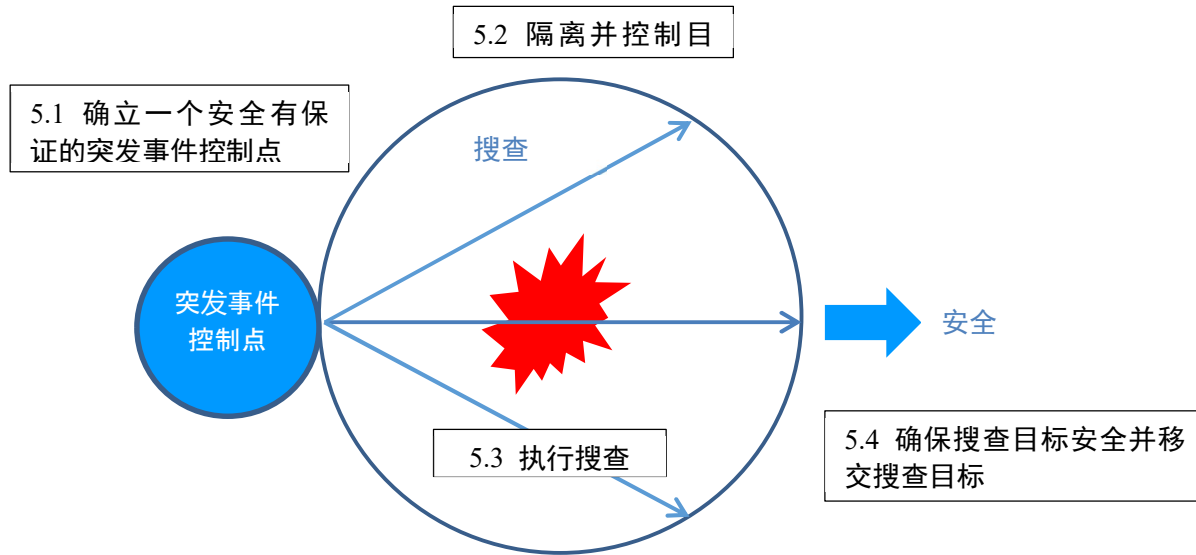 5.2 隔离并控制目
5.1 确立一个安全有保
证的突发事件控制点
搜查
突发事件
控制点
安全
5.3 执行搜查
5.4 确保搜查目标安全并移
交搜查目标